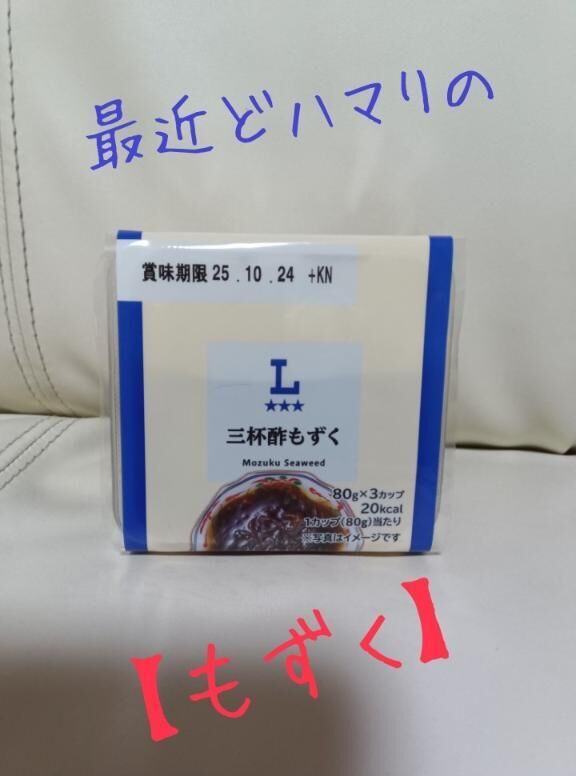 最近どハマリの
賞味期限 25.10.24 +KN
L
★★★
三杯酢もずく
Mozuku Seaweed
80g×3カップ
20kcal
1カップ(80g)当たり
※写真はイメージです
【もずく】